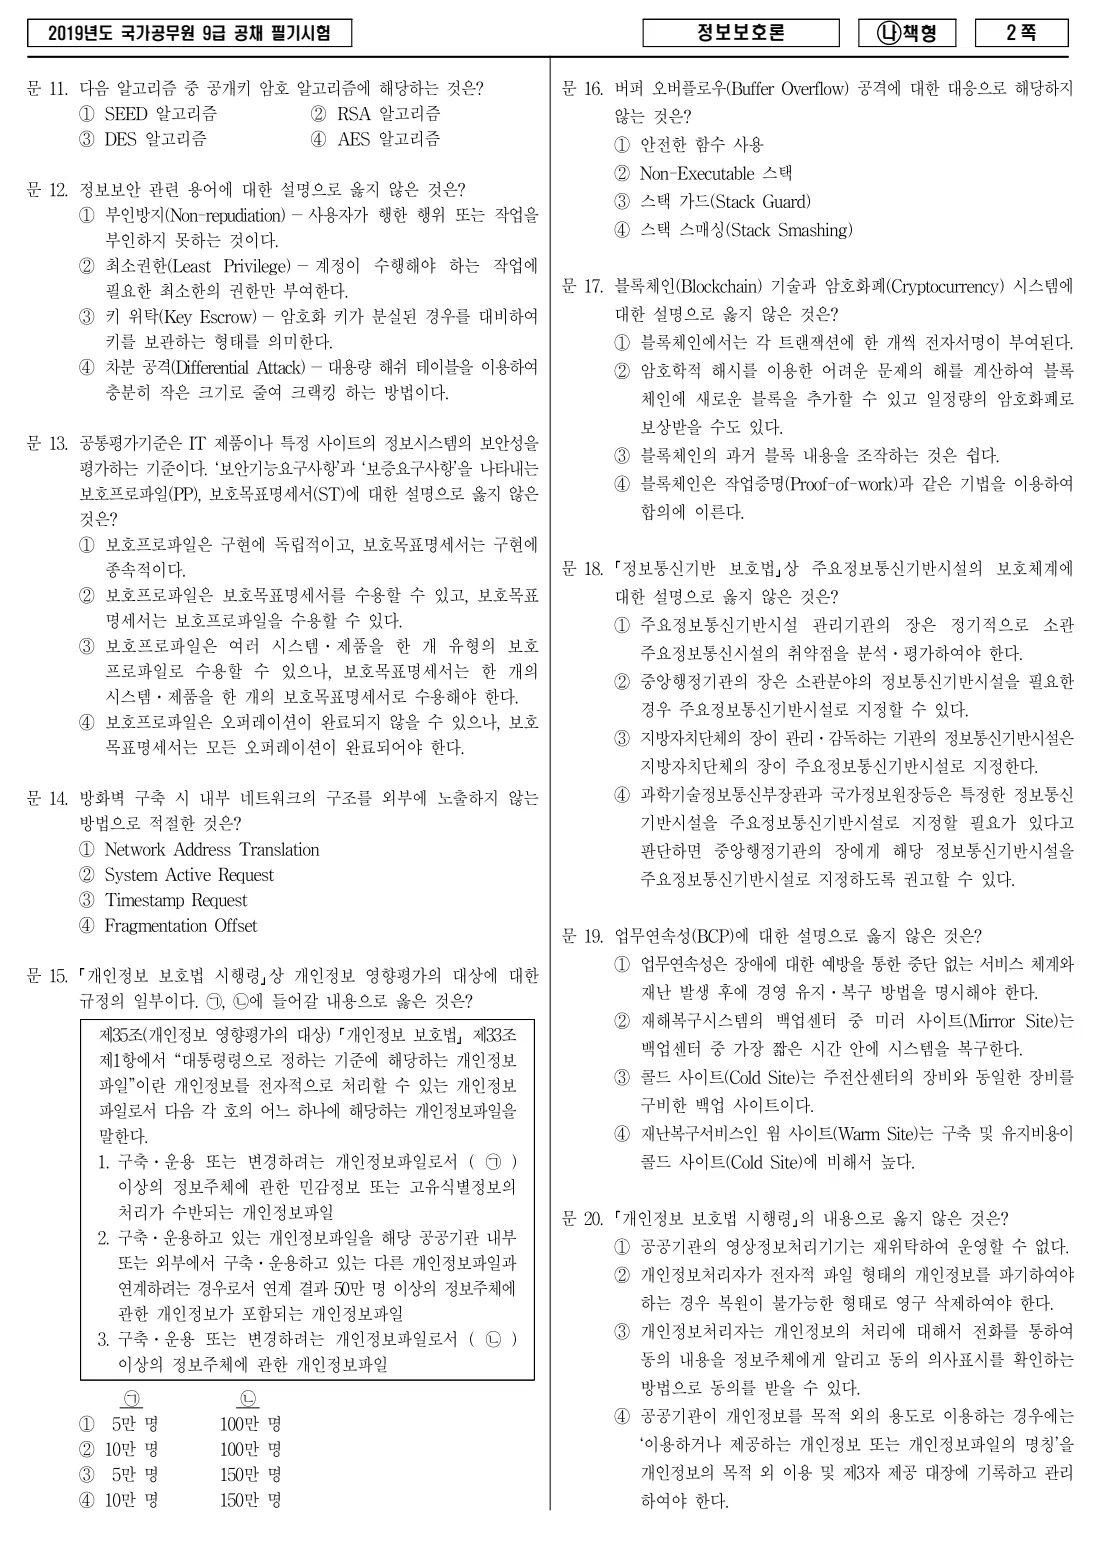 2019년도 국가공무원 9급 공채 필기시험
정보보호론
㉯책형
2쪽
문 11. 다음 알고리즘 중 공개키 암호 알고리즘에 해당하는 것은?
① SEED 알고리즘 ② RSA 알고리즘
③ DES 알고리즘 ④ AES 알고리즘
문 12. 정보보안 관련 용어에 대한 설명으로 옳지 않은 것은?
① 부인방지(Non-repudiation) – 사용자가 행한 행위 또는 작업을
부인하지 못하는 것이다.
② 최소권한(Least Privilege) – 계정이 수행해야 하는 작업에
필요한 최소한의 권한만 부여한다.
③ 키 위탁(Key Escrow) – 암호화 키가 분실된 경우를 대비하여
키를 보관하는 형태를 의미한다.
④ 차분 공격(Differential Attack) – 대용량 해쉬 테이블을 이용하여
충분히 작은 크기로 줄여 크랙킹 하는 방법이다.
문 13. 공통평가기준은 IT 제품이나 특정 사이트의 정보시스템의 보안성을
평가하는 기준이다. ‘보안기능요구사항’과 ‘보증요구사항’을 나타내는
보호프로파일(PP), 보호목표명세서(ST)에 대한 설명으로 옳지 않은
것은?
① 보호프로파일은 구현에 독립적이고, 보호목표명세서는 구현에
종속적이다.
② 보호프로파일은 보호목표명세서를 수용할 수 있고, 보호목표
명세서는 보호프로파일을 수용할 수 있다.
③ 보호프로파일은 여러 시스템・제품을 한 개 유형의 보호
프로파일로 수용할 수 있으나, 보호목표명세서는 한 개의
시스템・제품을 한 개의 보호목표명세서로 수용해야 한다.
④ 보호프로파일은 오퍼레이션이 완료되지 않을 수 있으나, 보호
목표명세서는 모든 오퍼레이션이 완료되어야 한다.
문 14. 방화벽 구축 시 내부 네트워크의 구조를 외부에 노출하지 않는
방법으로 적절한 것은?
① Network Address Translation
② System Active Request
③ Timestamp Request
④ Fragmentation Offset
문 15. 「개인정보 보호법 시행령」상 개인정보 영향평가의 대상에 대한
규정의 일부이다. ㉠, ㉡에 들어갈 내용으로 옳은 것은?
제35조(개인정보 영향평가의 대상) 「개인정보 보호법」 제33조
제1항에서 “대통령령으로 정하는 기준에 해당하는 개인정보
파일”이란 개인정보를 전자적으로 처리할 수 있는 개인정보
파일로서 다음 각 호의 어느 하나에 해당하는 개인정보파일을
말한다.
1. 구축・운용 또는 변경하려는 개인정보파일로서 ( ㉠ )
이상의 정보주체에 관한 민감정보 또는 고유식별정보의
처리가 수반되는 개인정보파일
2. 구축・운용하고 있는 개인정보파일을 해당 공공기관 내부
또는 외부에서 구축・운용하고 있는 다른 개인정보파일과
연계하려는 경우로서 연계 결과 50만 명 이상의 정보주체에
관한 개인정보가 포함되는 개인정보파일
3. 구축・운용 또는 변경하려는 개인정보파일로서 ( ㉡ )
이상의 정보주체에 관한 개인정보파일
㉠ ㉡
① 5만 명 100만 명
② 10만 명 100만 명
③ 5만 명 150만 명
④ 10만 명 150만 명
문 16. 버퍼 오버플로우(Buffer Overflow) 공격에 대한 대응으로 해당하지
않는 것은?
① 안전한 함수 사용
② Non-Executable 스택
③ 스택 가드(Stack Guard)
④ 스택 스매싱(Stack Smashing)
문 17. 블록체인(Blockchain) 기술과 암호화폐(Cryptocurrency) 시스템에
대한 설명으로 옳지 않은 것은?
① 블록체인에서는 각 트랜잭션에 한 개씩 전자서명이 부여된다.
② 암호학적 해시를 이용한 어려운 문제의 해를 계산하여 블록
체인에 새로운 블록을 추가할 수 있고 일정량의 암호화폐로
보상받을 수도 있다.
③ 블록체인의 과거 블록 내용을 조작하는 것은 쉽다.
④ 블록체인은 작업증명(Proof-of-work)과 같은 기법을 이용하여
합의에 이른다.
문 18. 「정보통신기반 보호법」상 주요정보통신기반시설의 보호체계에
대한 설명으로 옳지 않은 것은?
① 주요정보통신기반시설 관리기관의 장은 정기적으로 소관
주요정보통신시설의 취약점을 분석・평가하여야 한다.
② 중앙행정기관의 장은 소관분야의 정보통신기반시설을 필요한
경우 주요정보통신기반시설로 지정할 수 있다.
③ 지방자치단체의 장이 관리・감독하는 기관의 정보통신기반시설은
지방자치단체의 장이 주요정보통신기반시설로 지정한다.
④ 과학기술정보통신부장관과 국가정보원장등은 특정한 정보통신
기반시설을 주요정보통신기반시설로 지정할 필요가 있다고
판단하면 중앙행정기관의 장에게 해당 정보통신기반시설을
주요정보통신기반시설로 지정하도록 권고할 수 있다.
문 19. 업무연속성(BCP)에 대한 설명으로 옳지 않은 것은?
① 업무연속성은 장애에 대한 예방을 통한 중단 없는 서비스 체계와
재난 발생 후에 경영 유지・복구 방법을 명시해야 한다.
② 재해복구시스템의 백업센터 중 미러 사이트(Mirror Site)는
백업센터 중 가장 짧은 시간 안에 시스템을 복구한다.
③ 콜드 사이트(Cold Site)는 주전산센터의 장비와 동일한 장비를
구비한 백업 사이트이다.
④ 재난복구서비스인 웜 사이트(Warm Site)는 구축 및 유지비용이
콜드 사이트(Cold Site)에 비해서 높다.
문 20. 「개인정보 보호법 시행령」의 내용으로 옳지 않은 것은?
① 공공기관의 영상정보처리기기는 재위탁하여 운영할 수 없다.
② 개인정보처리자가 전자적 파일 형태의 개인정보를 파기하여야
하는 경우 복원이 불가능한 형태로 영구 삭제하여야 한다.
③ 개인정보처리자는 개인정보의 처리에 대해서 전화를 통하여
동의 내용을 정보주체에게 알리고 동의 의사표시를 확인하는
방법으로 동의를 받을 수 있다.
④ 공공기관이 개인정보를 목적 외의 용도로 이용하는 경우에는
‘이용하거나 제공하는 개인정보 또는 개인정보파일의 명칭’을
개인정보의 목적 외 이용 및 제3자 제공 대장에 기록하고 관리
하여야 한다.